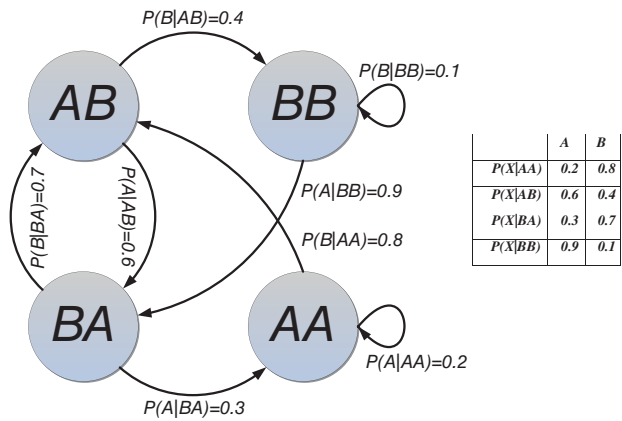 P(B|AB)=0.4
AB
BB
P(B|BB)=0.1
P(B|BA)=0.7
P(A|AB)=0.6
P(A|BB)=0.9
P(B|AA)=0.8
BA
AA
P(A|AA)=0.2
P(A|BA)=0.3
A B
P(X|AA) 0.2 0.8
P(X|AB) 0.6 0.4
P(X|BA) 0.3 0.7
P(X|BB) 0.9 0.1